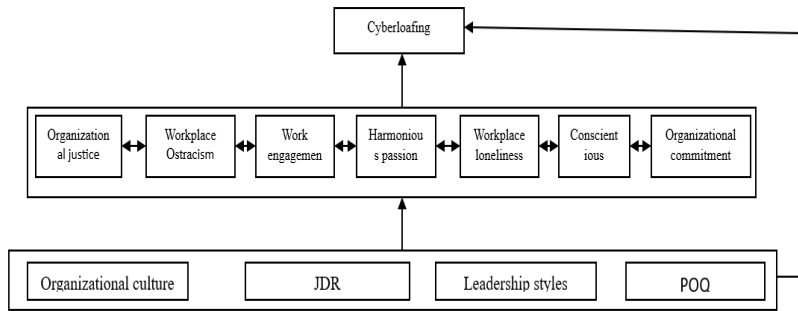 Cyberloafing
Organization
al justice
Workplace
Ostracism
Work
engagemen
Harmoniou
s passion
Workplace
loneliness
Conscient
ious
Organizational
commitment
Organizational culture
JDR
Leadership styles
POQ